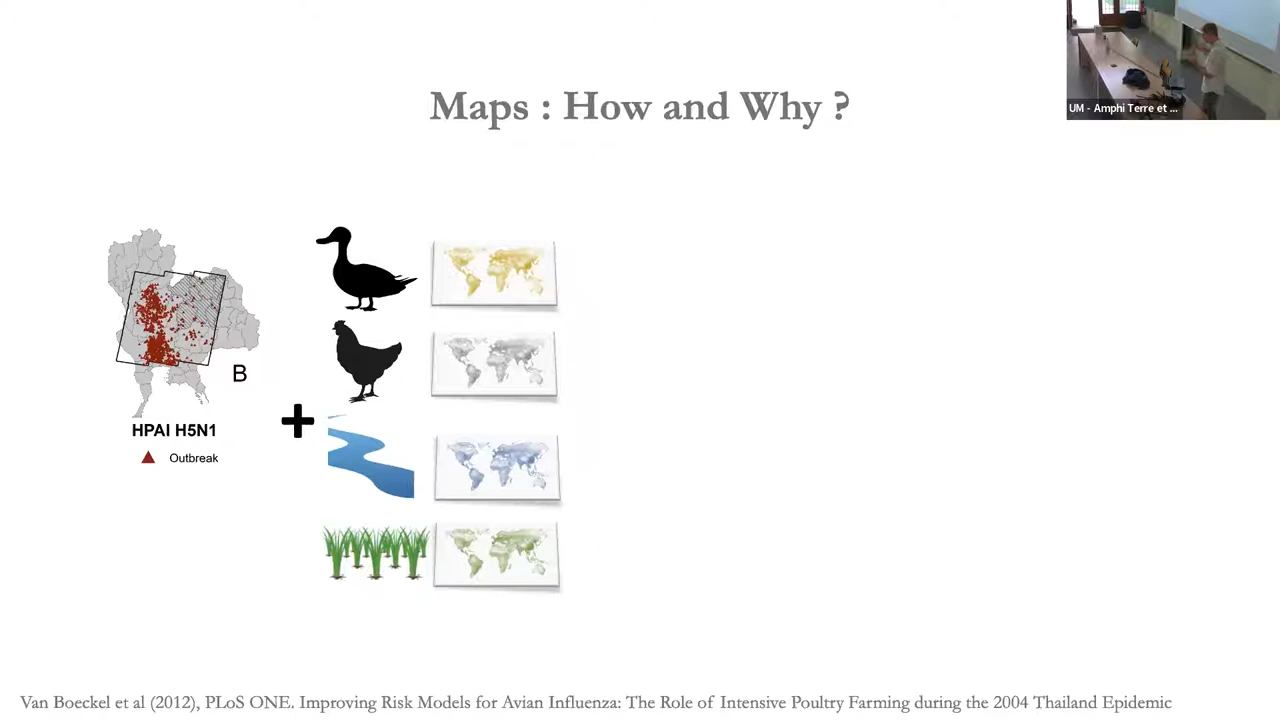 UM - Amphi Terre et ...
Maps : How and Why ?
B
HPAI H5N1
Outbreak
Van Boeckel et al (2012), PLoS ONE. Improving Risk Models for Avian Influenza: The Role of Intensive Poultry Farming during the 2004 Thailand Epidemic